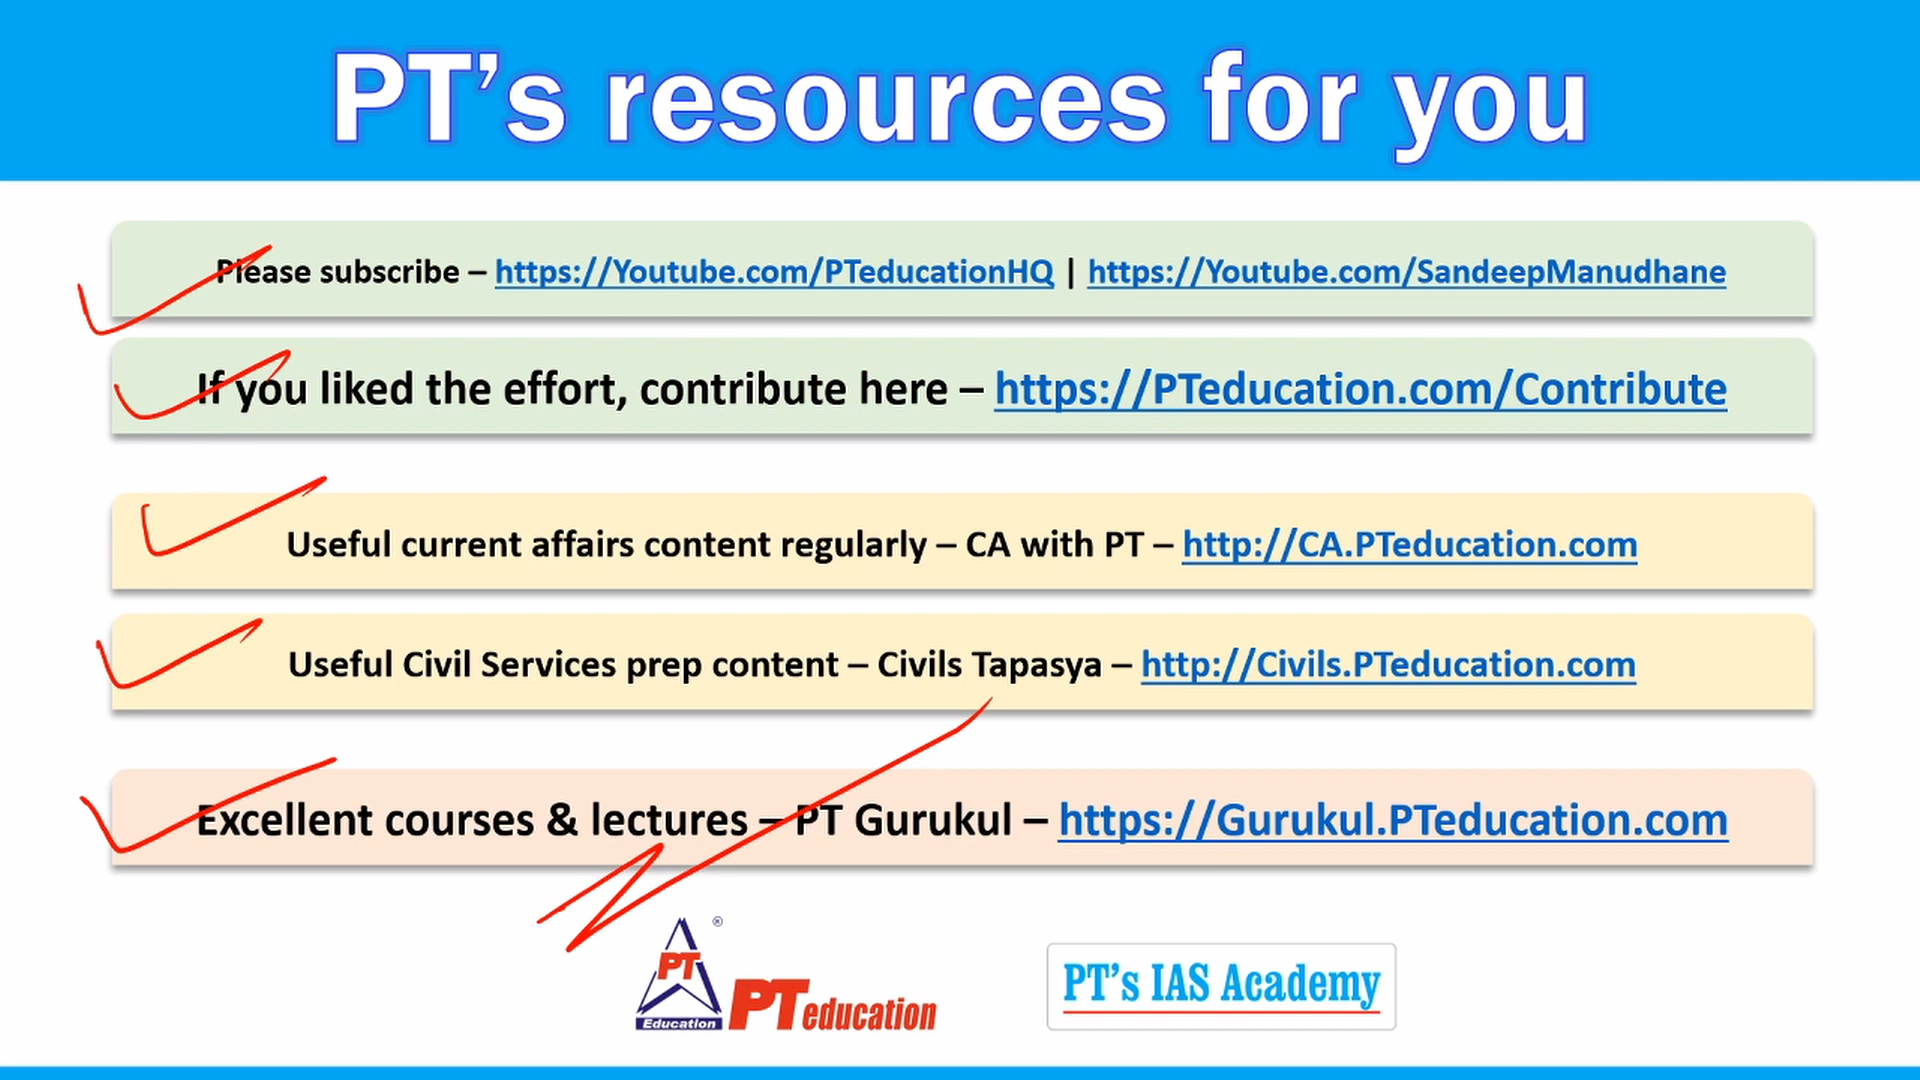 PT’s resources for you
Please subscribe – https://Youtube.com/PTeducationHQ | https://Youtube.com/SandeepManudhane
If you liked the effort, contribute here – https://PTeducation.com/Contribute
Useful current affairs content regularly – CA with PT – http://CA.PTeducation.com
Useful Civil Services prep content – Civils Tapasya – http://Civils.PTeducation.com
Excellent courses & lectures – PT Gurukul – https://Gurukul.PTeducation.com
®
PT
Education
PTeducation
PT’s IAS Academy